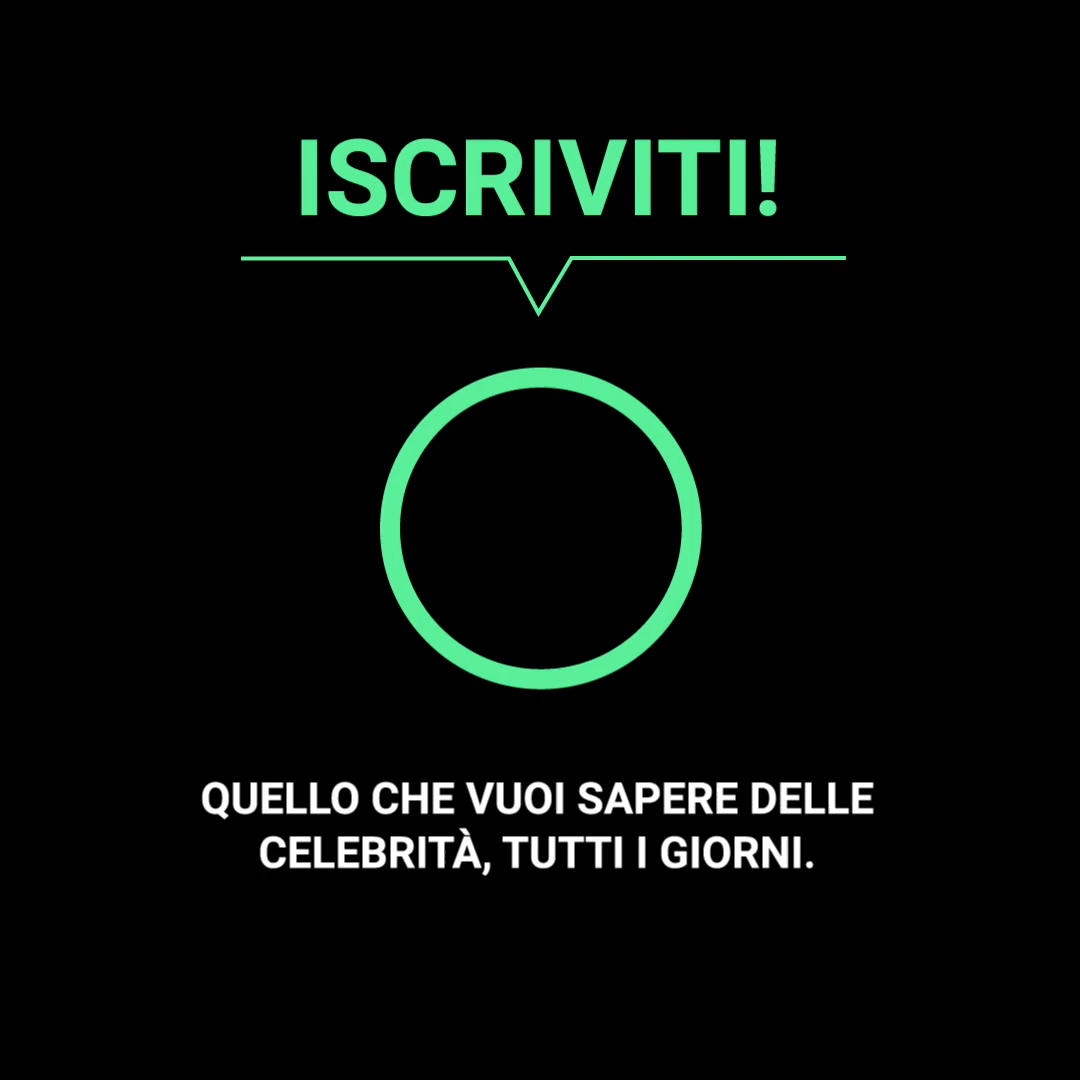 ISCRIVITI!
QUELLO CHE VUOI SAPERE DELLE
CELEBRITÀ, TUTTI I GIORNI.